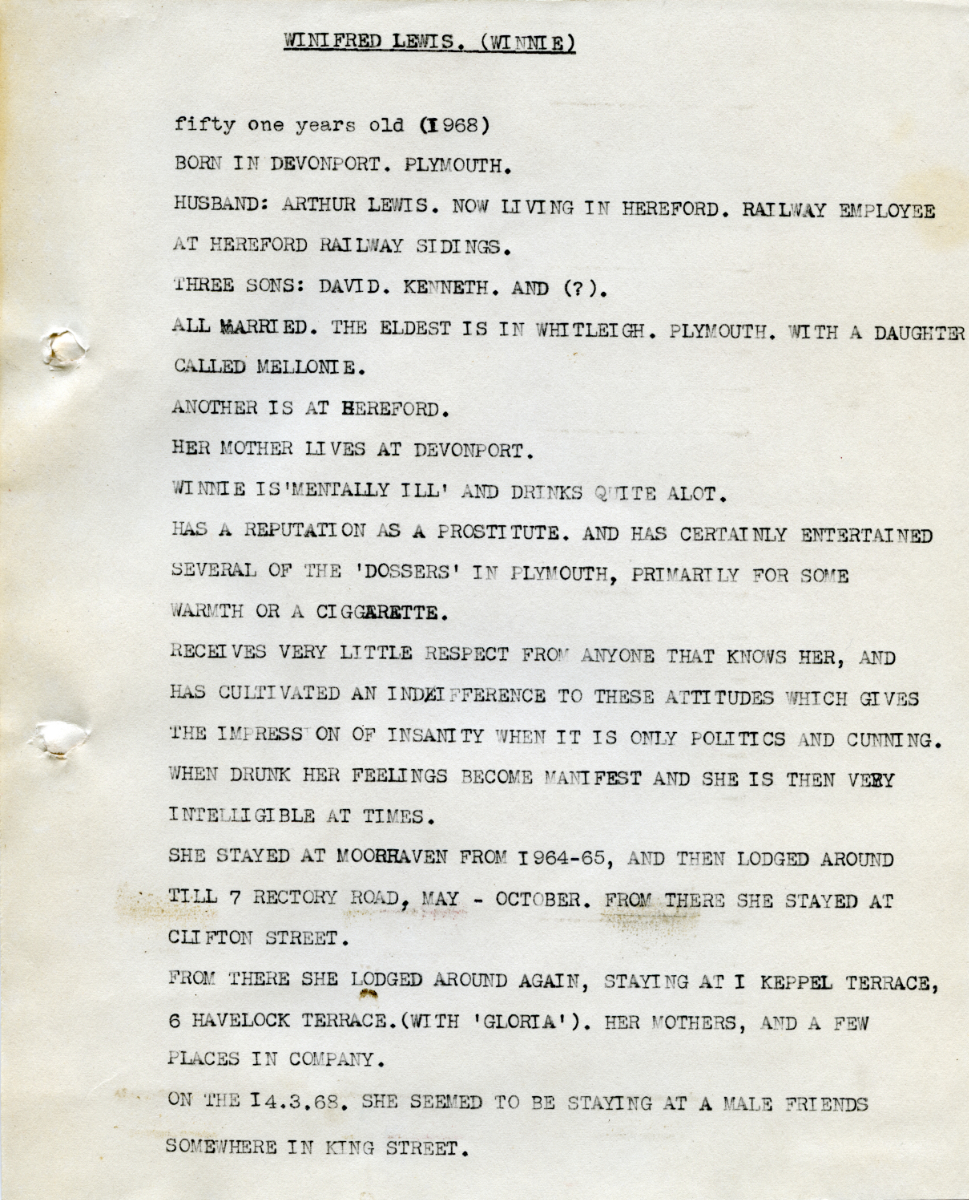 WINIFRED LEWIS. (WINNIE)
fifty one years old (I968)
BORN IN DEVONPORT. PLYMOUTH.
HUSBAND: ARTHUR LEWIS. NOW LIVING IN HEREFORD. RAILWAY EMPLOYEE
AT HEREFORD RAILWAY SIDINGS.
THREE SONS: DAVID. KENNETH. AND (?).
ALL MARRIED. THE ELDEST IS IN WHITLEIGH. PLYMOUTH. WITH A DAUGHTER
CALLED MELLONIE.
ANOTHER IS AT HEREFORD.
HER MOTHER LIVES AT DEVONPORT.
WINNIE IS'MENTALLY ILL' AND DRINKS QUITE ALOT.
HAS A REPUTATION AS A PROSTITUTE. AND HAS CERTAINLY ENTERTAINED
SEVERAL OF THE 'DOSSERS' IN PLYMOUTH, PRIMARILY FOR SOME
WARMTH OR A CIGGARETTE.
RECEIVES VERY LITTLE RESPECT FROM ANYONE THAT KNOWS HER, AND
HAS CULTIVATED AN INDEIFFERENCE TO THESE ATTITUDES WHICH GIVES
THE IMPRESSION OF INSANITY WHEN IT IS ONLY POLITICS AND CUNNING.
WHEN DRUNK HER FEELINGS BECOME MANIFEST AND SHE IS THEN VERY
INTELLIGIBLE AT TIMES.
SHE STAYED AT MOORHAVEN FROM I964-65, AND THEN LODGED AROUND
TILL 7 RECTORY ROAD, MAY - OCTOBER. FROM THERE SHE STAYED AT
CLIFTON STREET.
FROM THERE SHE LODGED AROUND AGAIN, STAYING AT I KEPPEL TERRACE,
6 HAVELOCK TERRACE.(WITH 'GLORIA'). HER MOTHERS, AND A FEW
PLACES IN COMPANY.
ON THE I4.3.68. SHE SEEMED TO BE STAYING AT A MALE FRIENDS
SOMEWHERE IN KING STREET.